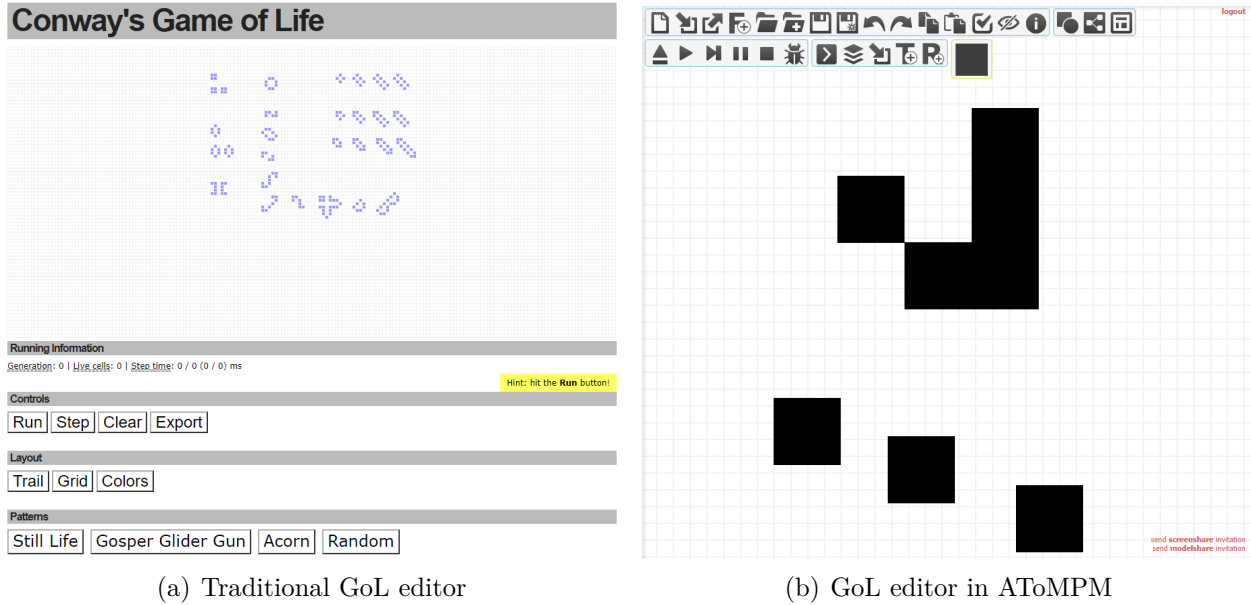 Conway's Game of Life
Running Information
Generation: 0 | Live cells: 0 | Step time: 0 / 0 (0 / 0) ms
Hint: hit the Run button!
Controls
Run Step Clear Export
Layout
Trail Grid Colors
Patterns
Still Life Gosper Glider Gun Acorn Random
(a) Traditional GoL editor
logout
send screenshare invitation
send modelshare invitation
(b) GoL editor in AToMPM